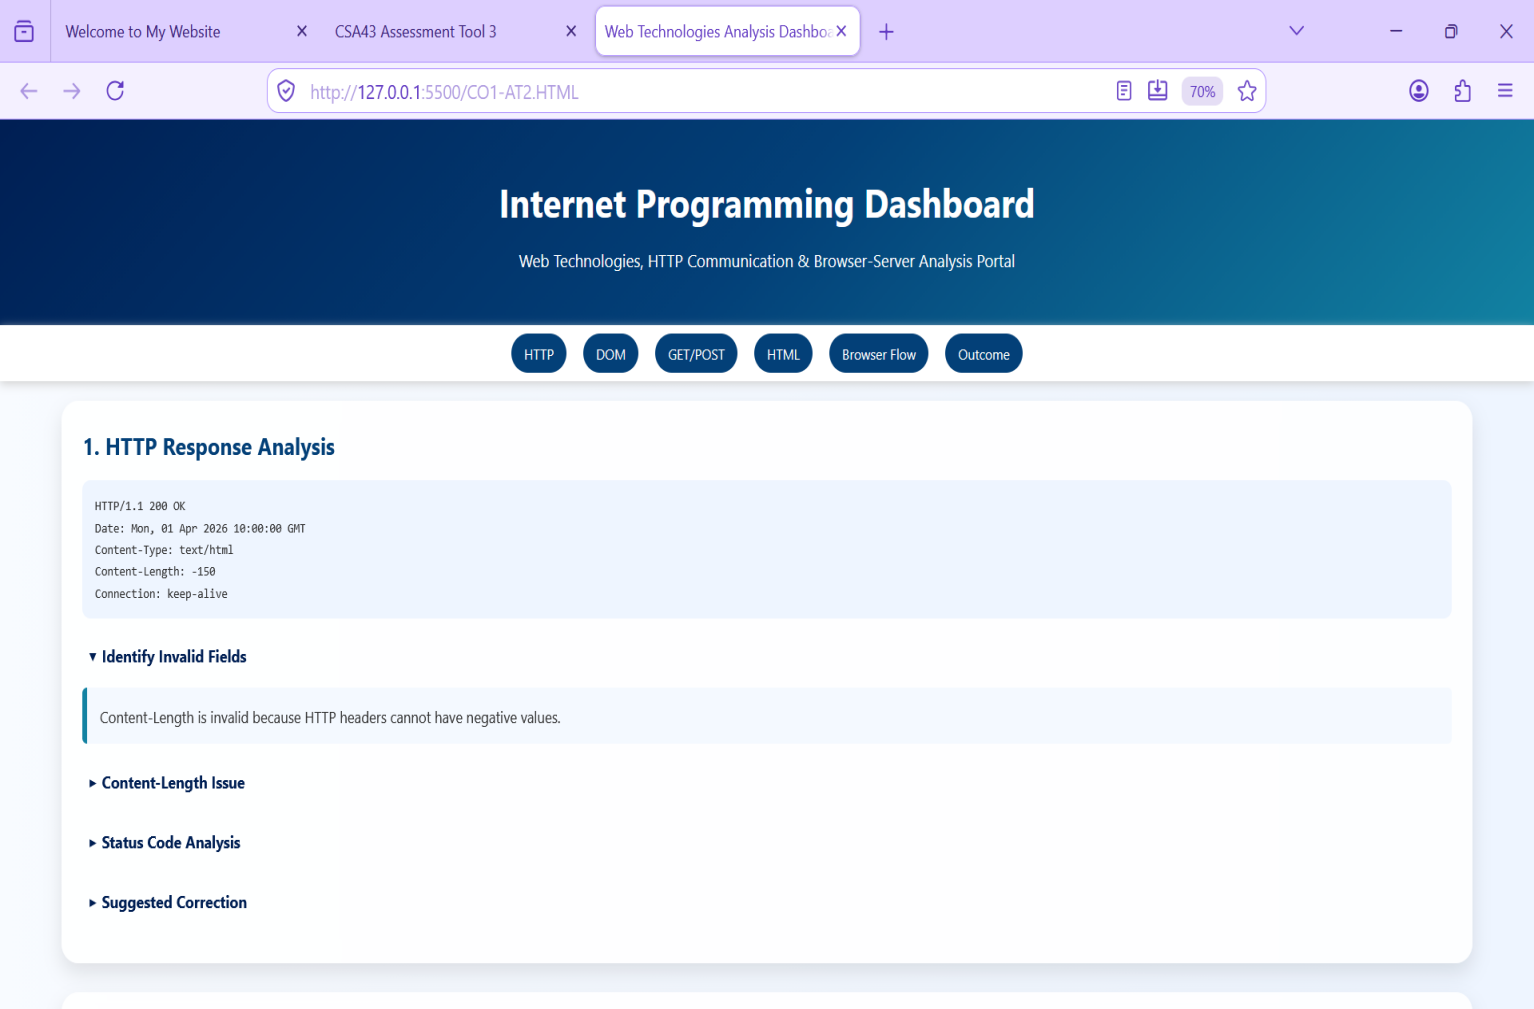 Welcome to My Website
CSA43 Assessment Tool 3
Web Technologies Analysis Dashboa
http://127.0.0.1:5500/CO1-AT2.HTML
70%
Internet Programming Dashboard
Web Technologies, HTTP Communication & Browser-Server Analysis Portal
HTTP
DOM
GET/POST
HTML
Browser Flow
Outcome
1. HTTP Response Analysis
HTTP/1.1 200 OK
Date: Mon, 01 Apr 2026 10:00:00 GMT
Content-Type: text/html
Content-Length: -150
Connection: keep-alive
Identify Invalid Fields
Content-Length is invalid because HTTP headers cannot have negative values.
Content-Length Issue
Status Code Analysis
Suggested Correction